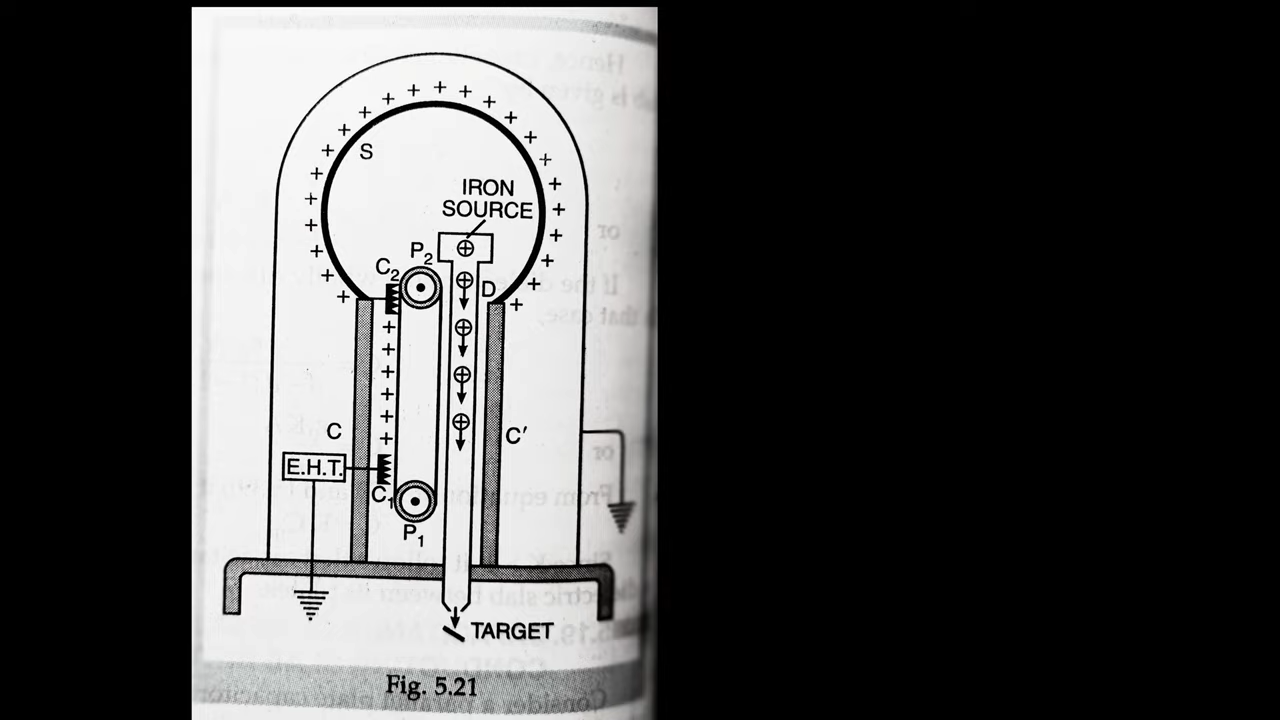 S
IRON
SOURCE
P₂
C₂
D
C
C′
E.H.T.
C₁
P₁
TARGET
Fig. 5.21